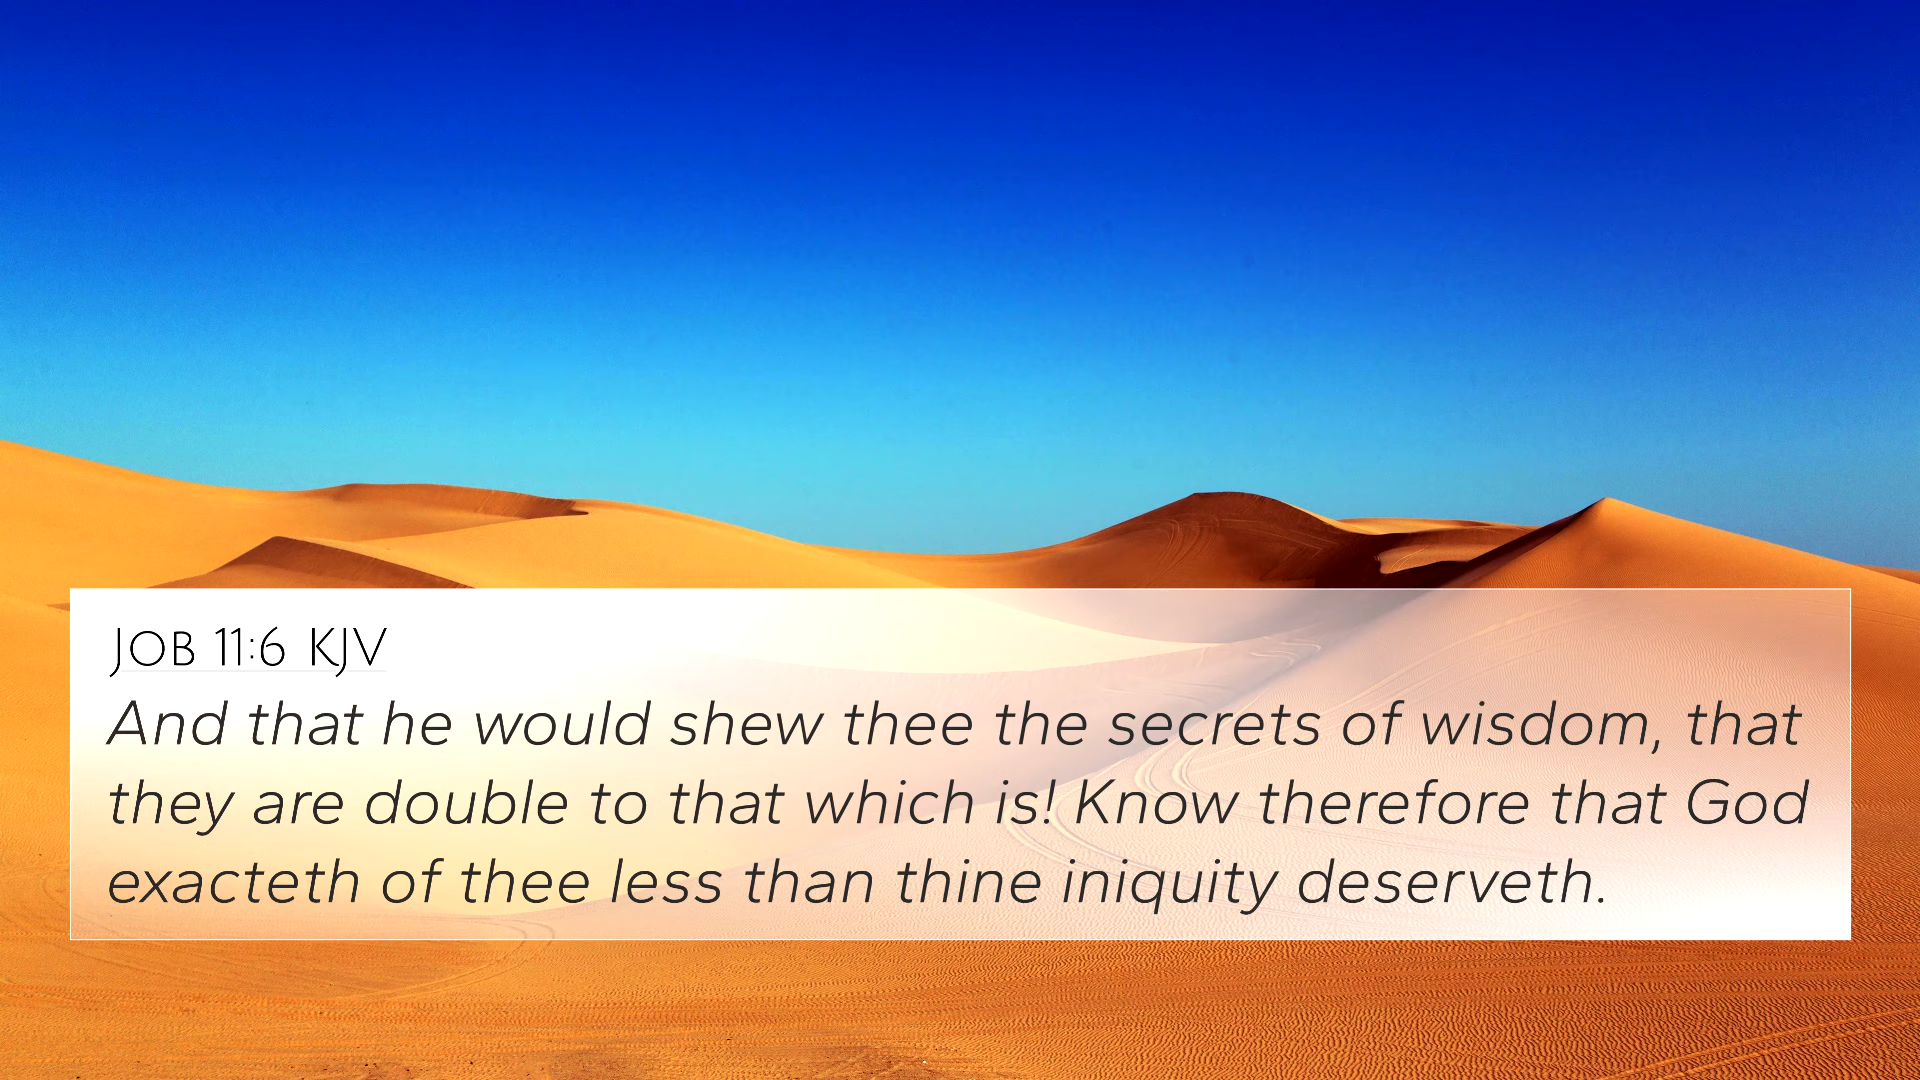 Job 11:6 KJV
And that he would shew thee the secrets of wisdom, that
they are double to that which is! Know therefore that God
exacteth of thee less than thine iniquity deserveth.